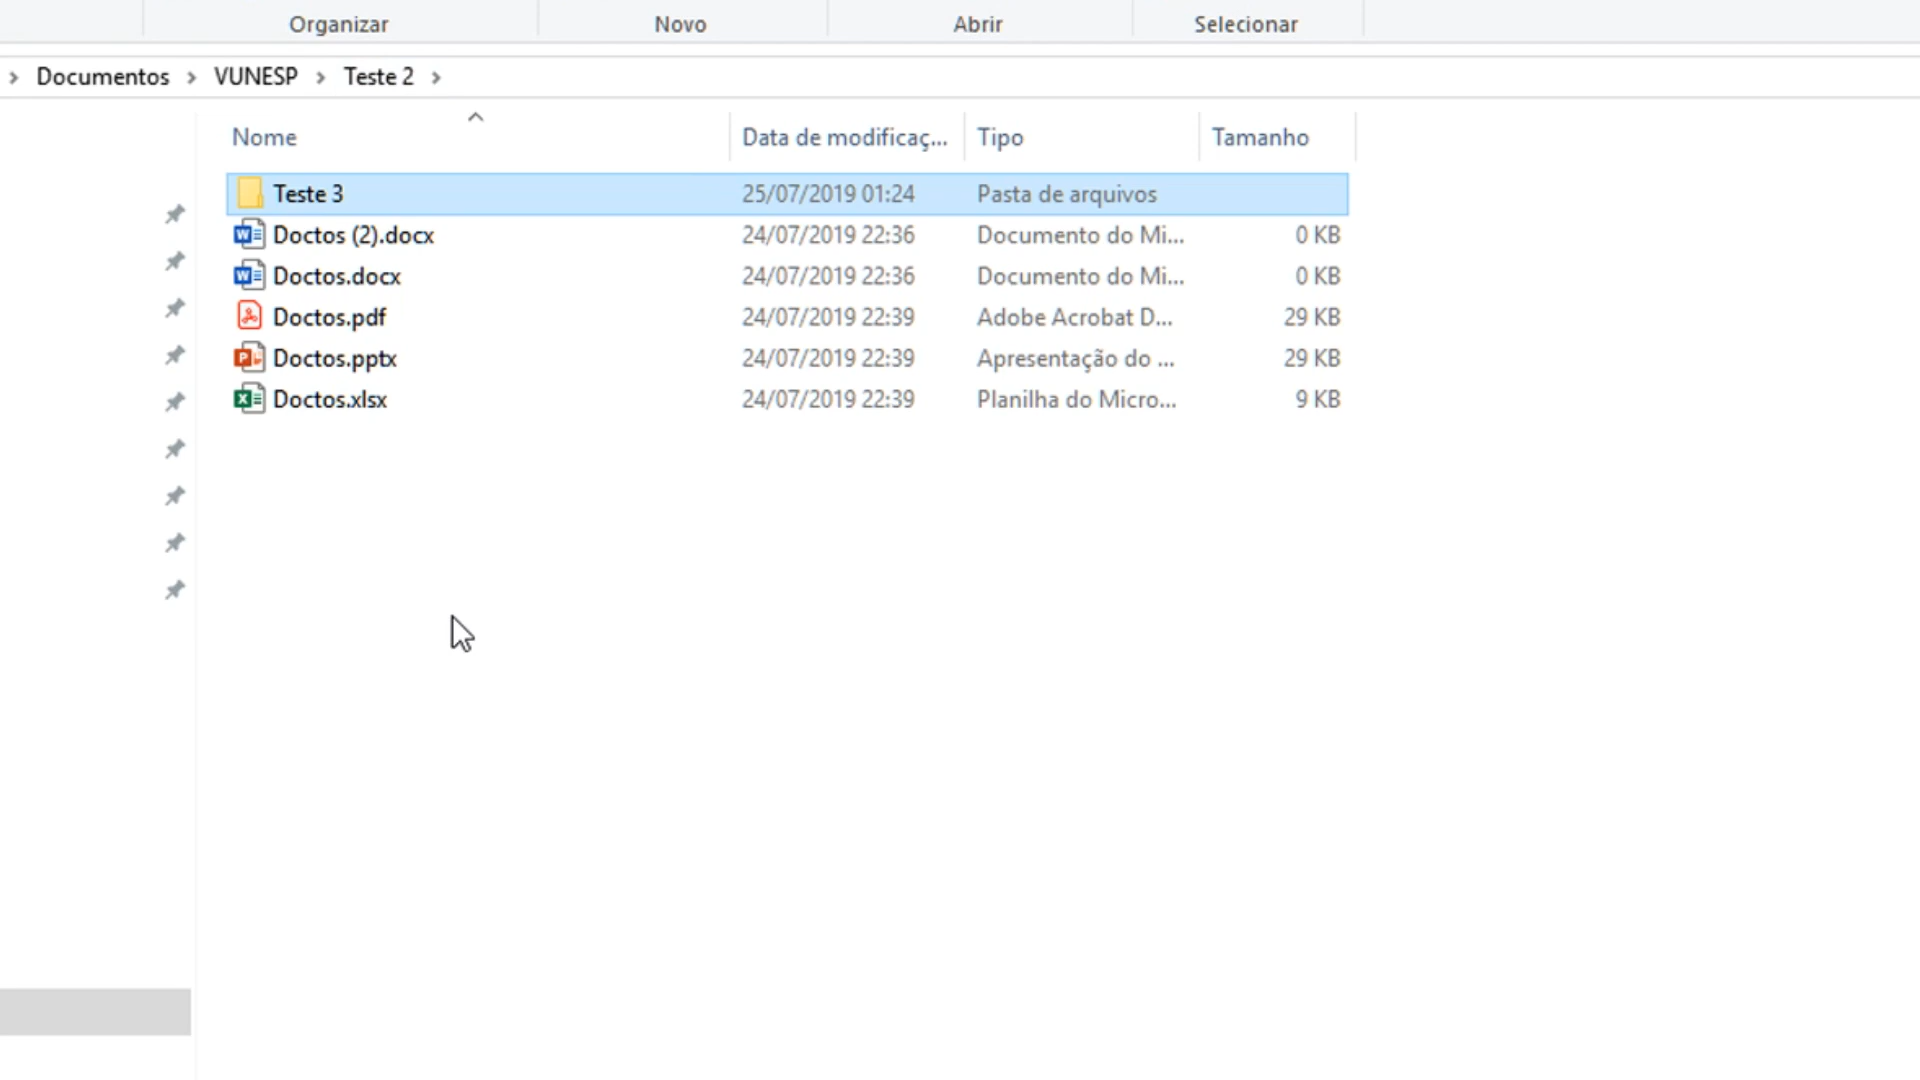 Organizar Novo Abrir Selecionar
Documentos VUNESP Teste 2
Nome Data de modificaç... Tipo Tamanho
Teste 3 25/07/2019 01:24 Pasta de arquivos
Doctos (2).docx 24/07/2019 22:36 Documento do Mi... 0 KB
Doctos.docx 24/07/2019 22:36 Documento do Mi... 0 KB
Doctos.pdf 24/07/2019 22:39 Adobe Acrobat D... 29 KB
Doctos.pptx 24/07/2019 22:39 Apresentação do ... 29 KB
Doctos.xlsx 24/07/2019 22:39 Planilha do Micro... 9 KB